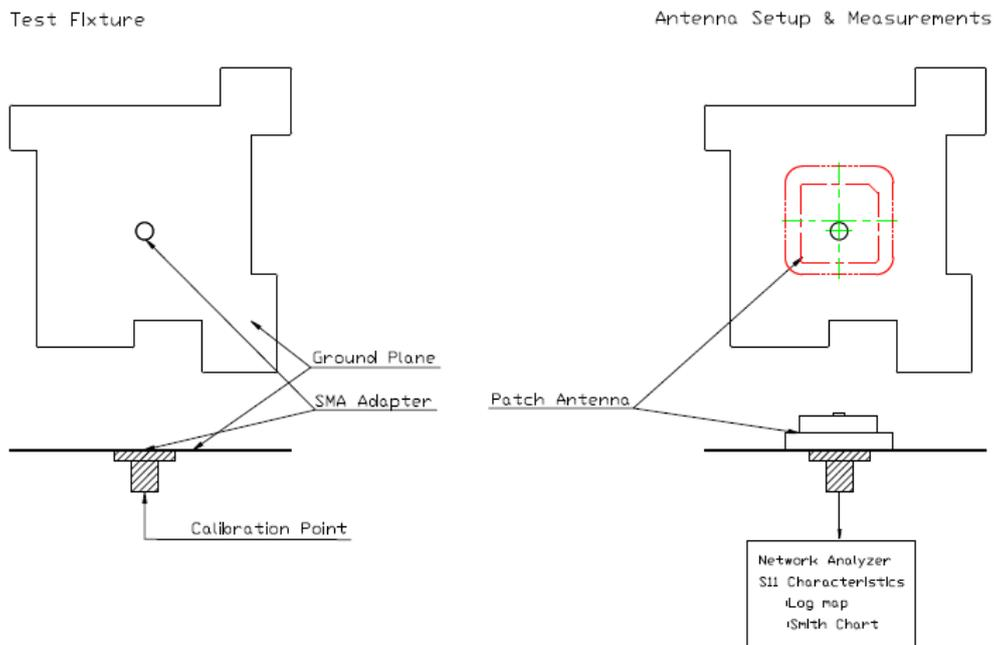 Test Fixture
Antenna Setup & Measurements
Ground Plane
SMA Adapter
Patch Antenna
Calibration Point
Network Analyzer
S11 Characteristics
Log map
Smith Chart